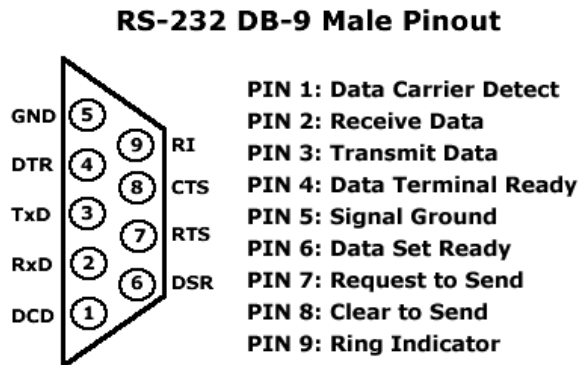 RS-232 DB-9 Male Pinout
GND 5
9 RI
DTR 4
8 CTS
TxD 3
7 RTS
RxD 2
6 DSR
DCD 1
PIN 1: Data Carrier Detect
PIN 2: Receive Data
PIN 3: Transmit Data
PIN 4: Data Terminal Ready
PIN 5: Signal Ground
PIN 6: Data Set Ready
PIN 7: Request to Send
PIN 8: Clear to Send
PIN 9: Ring Indicator